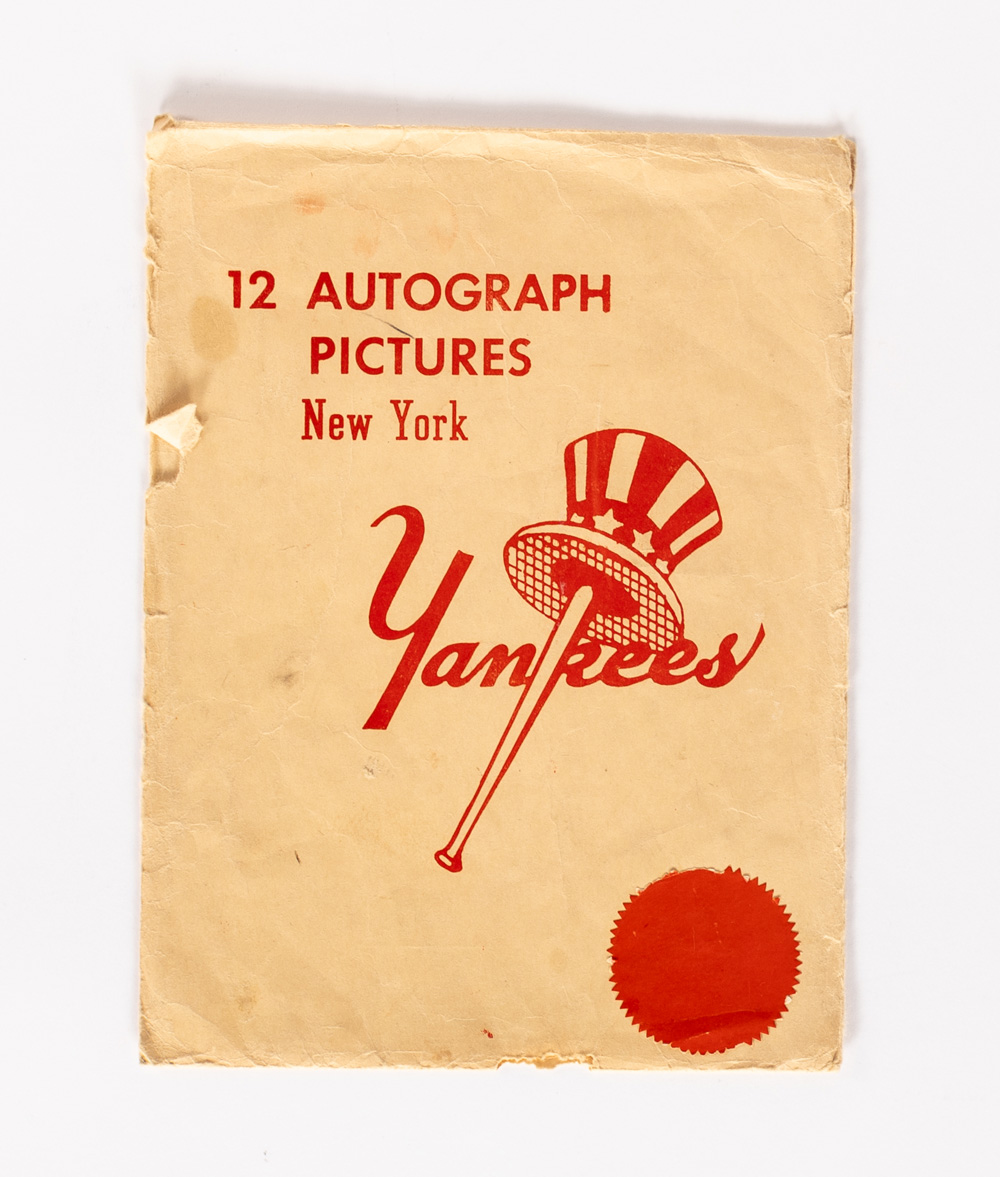 12 AUTOGRAPH
PICTURES
New York
Yankees